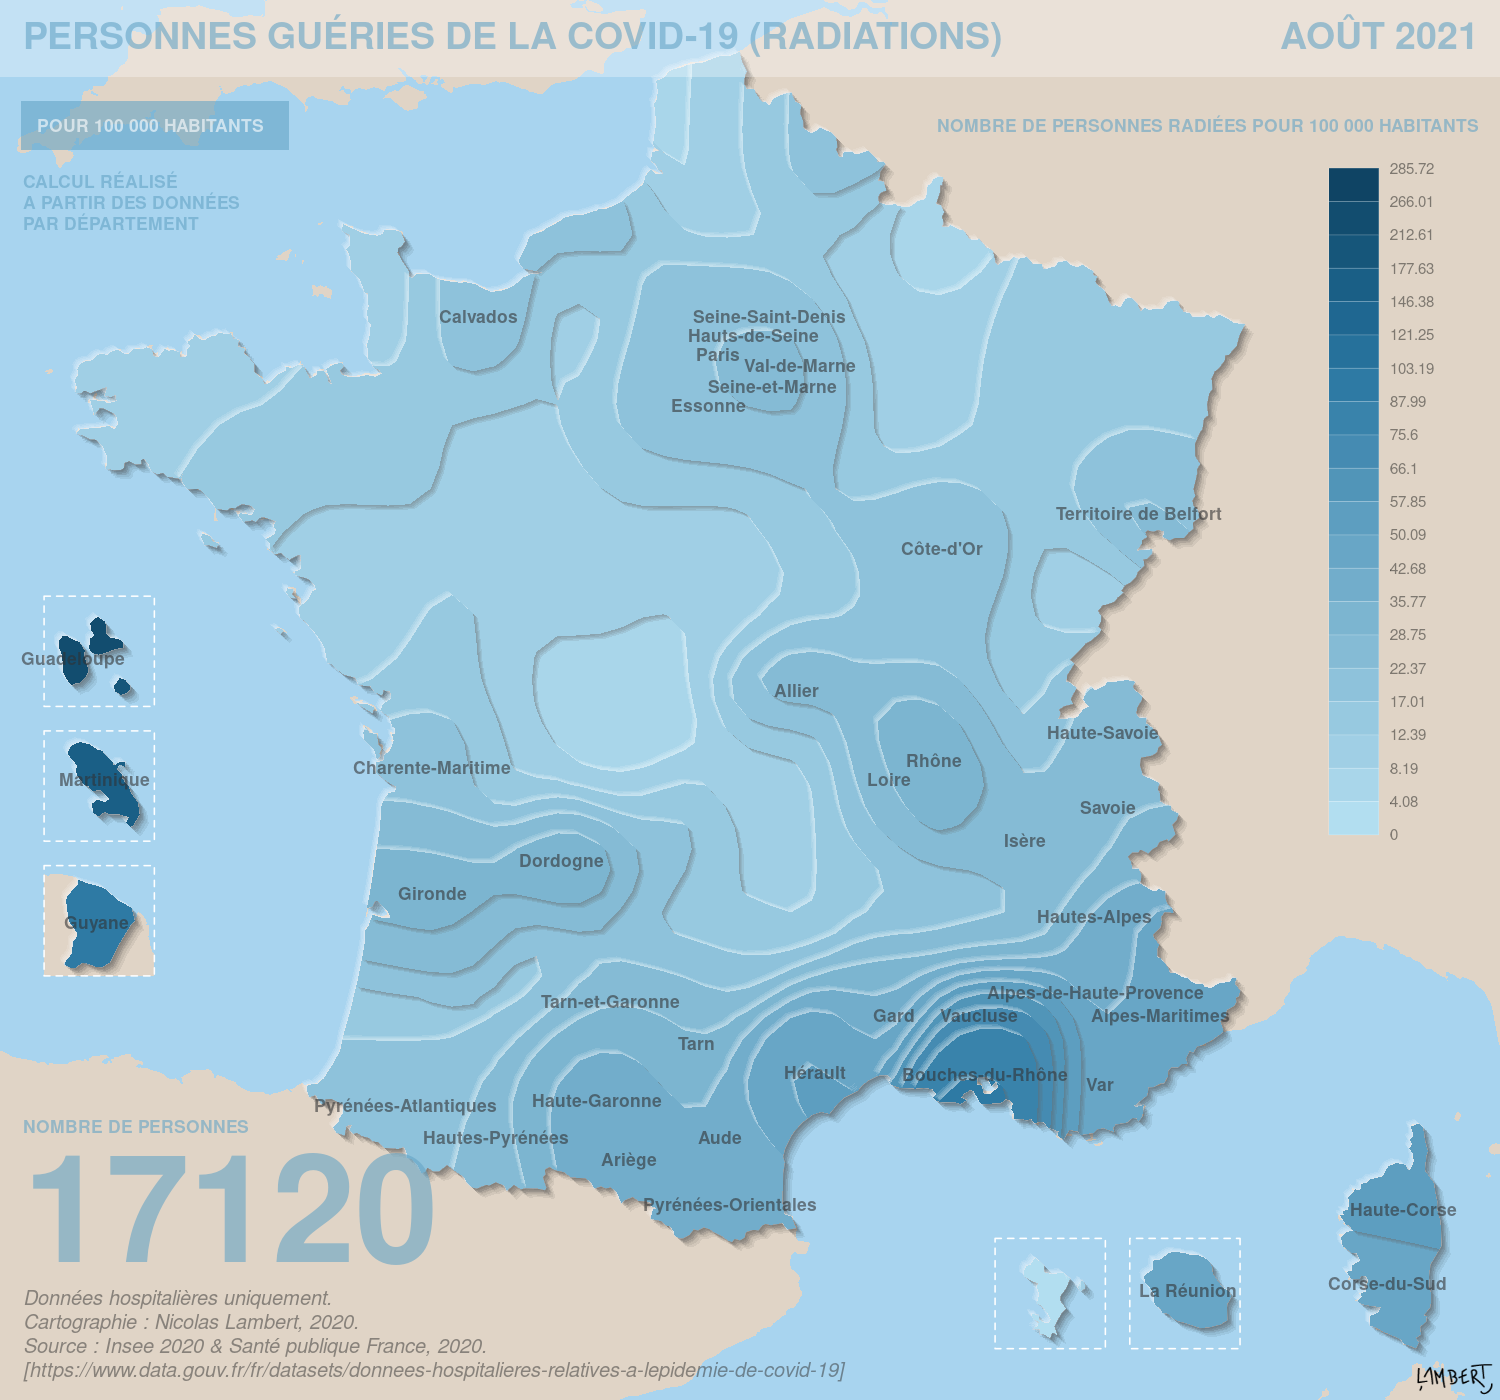 PERSONNES GUÉRIES DE LA COVID-19 (RADIATIONS)
AOÛT 2021
POUR 100 000 HABITANTS
NOMBRE DE PERSONNES RADIÉES POUR 100 000 HABITANTS
CALCUL RÉALISÉ
A PARTIR DES DONNÉES
PAR DÉPARTEMENT
285.72
266.01
212.61
177.63
146.38
121.25
103.19
87.99
75.6
66.1
57.85
50.09
42.68
35.77
28.75
22.37
17.01
12.39
8.19
4.08
0
Calvados
Seine-Saint-Denis
Hauts-de-Seine
Paris
Val-de-Marne
Seine-et-Marne
Essonne
Territoire de Belfort
Côte-d'Or
Guadeloupe
Allier
Haute-Savoie
Rhône
Charente-Maritime
Loire
Martinique
Savoie
Isère
Dordogne
Gironde
Hautes-Alpes
Guyane
Alpes-de-Haute-Provence
Tarn-et-Garonne
Gard
Vaucluse
Alpes-Maritimes
Tarn
Hérault
Bouches-du-Rhône
Var
Haute-Garonne
Pyrénées-Atlantiques
Hautes-Pyrénées
Aude
Ariège
Pyrénées-Orientales
Haute-Corse
Corse-du-Sud
La Réunion
NOMBRE DE PERSONNES
17120
Données hospitalières uniquement.
Cartographie : Nicolas Lambert, 2020.
Source : Insee 2020 & Santé publique France, 2020.
[https://www.data.gouv.fr/fr/datasets/donnees-hospitalieres-relatives-a-lepidemie-de-covid-19]
LAMBERT